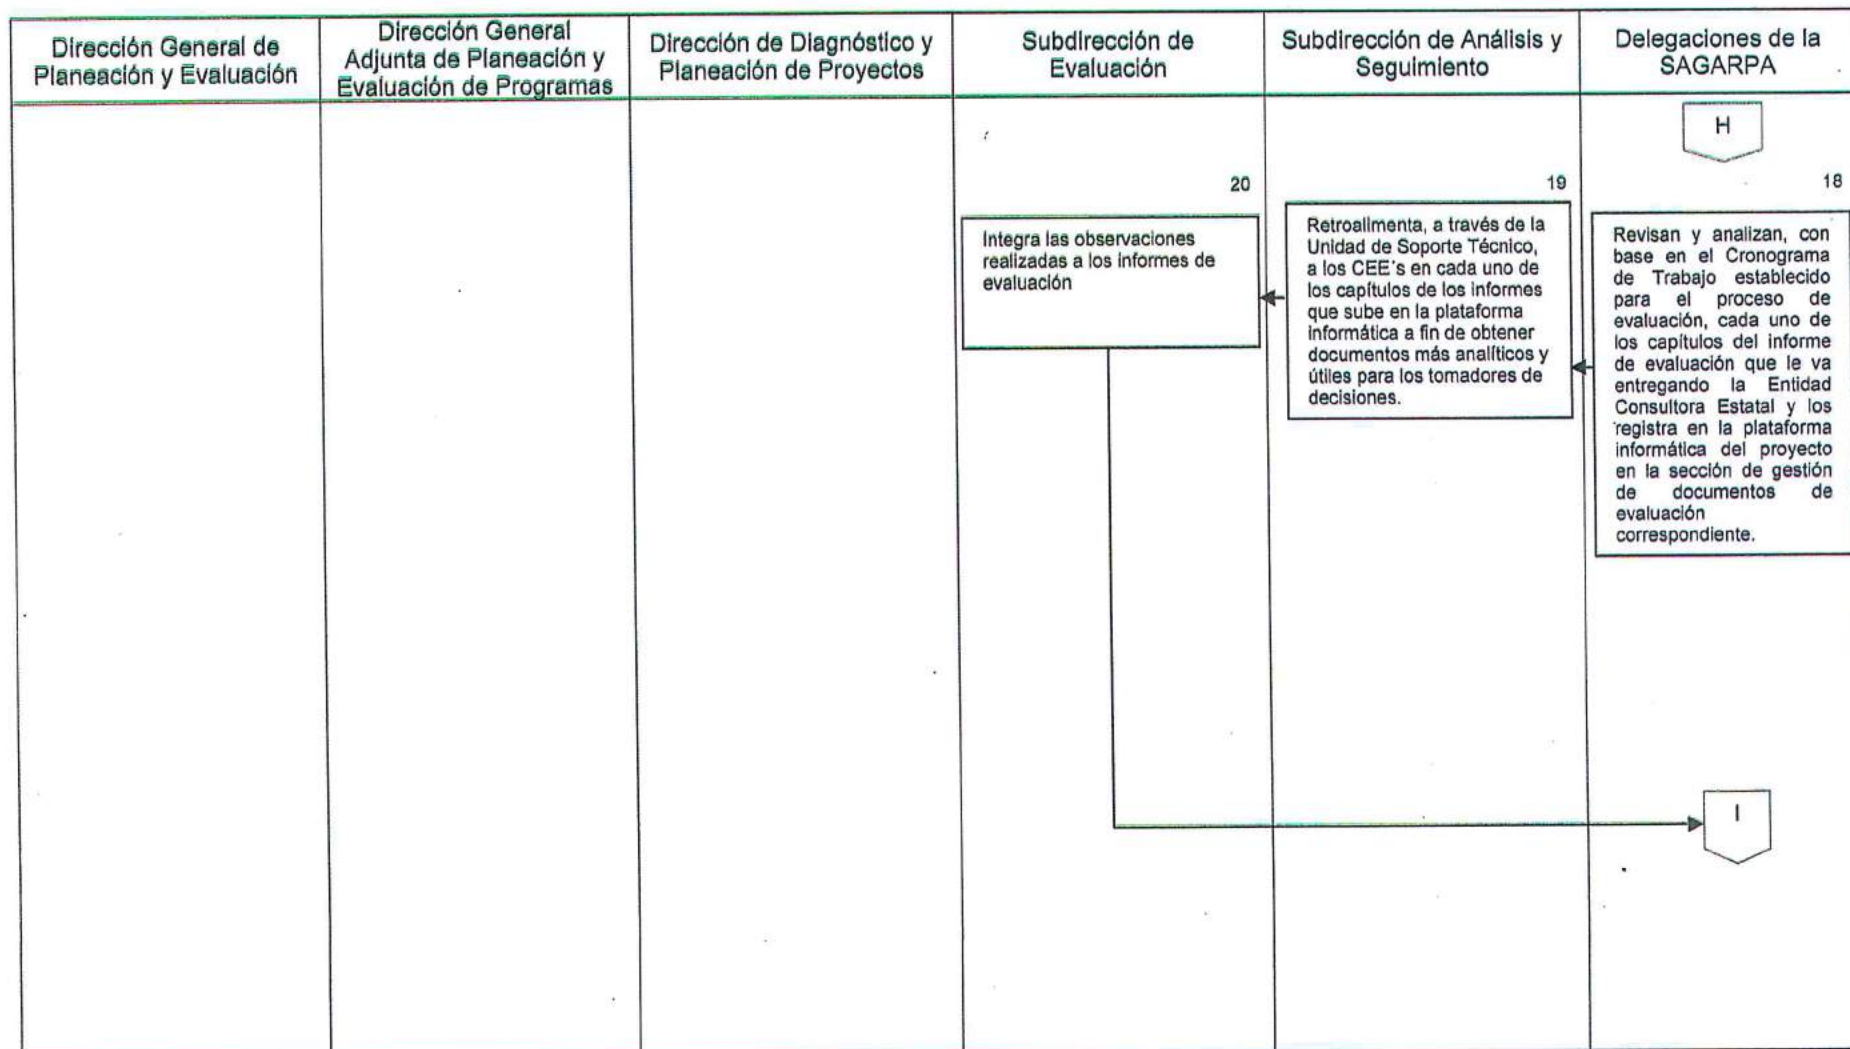 Dirección General de
Planeación y Evaluación
Dirección General
Adjunta de Planeación y
Evaluación de Programas
Dirección de Diagnóstico y
Planeación de Proyectos
Subdirección de
Evaluación
Subdirección de Análisis y
Seguimiento
Delegaciones de la
SAGARPA
H
20
19
18
Integra las observaciones
realizadas a los informes de
evaluación
Retroalimenta, a través de la
Unidad de Soporte Técnico,
a los CEE´s en cada uno de
los capítulos de los informes
que sube en la plataforma
informática a fin de obtener
documentos más analíticos y
útiles para los tomadores de
decisiones.
Revisan y analizan, con
base en el Cronograma
de Trabajo establecido
para el proceso de
evaluación, cada uno de
los capítulos del informe
de evaluación que le va
entregando la Entidad
Consultora Estatal y los
registra en la plataforma
informática del proyecto
en la sección de gestión
de documentos de
evaluación
correspondiente.
I